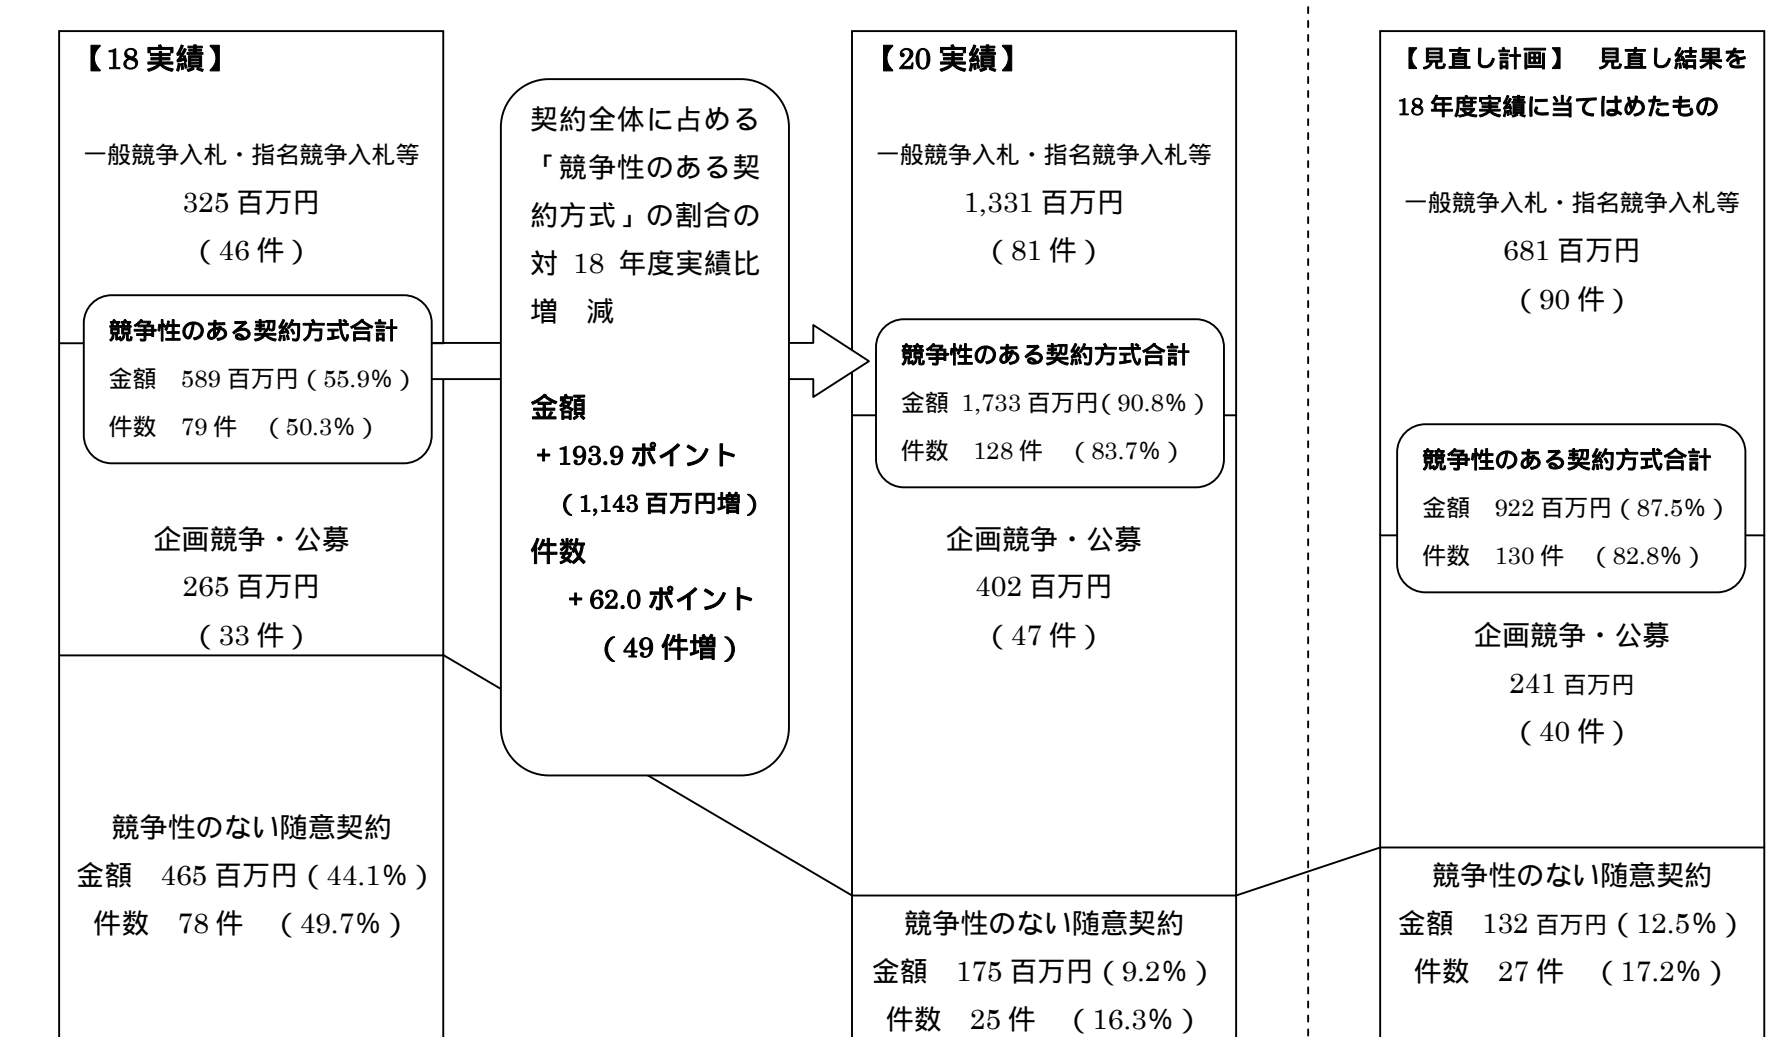 【18 実績】
一般競争入札・指名競争入札等
325 百万円
（46 件）
競争性のある契約方式合計
金額　589 百万円（55.9%）
件数　79 件　（50.3%）
企画競争・公募
265 百万円
（33 件）
競争性のない随意契約
金額　465 百万円（44.1%）
件数　78 件　（49.7%）
契約全体に占める
「競争性のある契
約方式」の割合の
対 18 年度実績比
増　減
金額
+193.9 ポイント
（1,143 百万円増）
件数
+62.0 ポイント
（49 件増）
【20 実績】
一般競争入札・指名競争入札等
1,331 百万円
（81 件）
競争性のある契約方式合計
金額 1,733 百万円（90.8%）
件数　128 件　（83.7%）
企画競争・公募
402 百万円
（47 件）
競争性のない随意契約
金額　175 百万円（9.2%）
件数　25 件　（16.3%）
【見直し計画】　見直し結果を
18 年度実績に当てはめたもの
一般競争入札・指名競争入札等
681 百万円
（90 件）
競争性のある契約方式合計
金額　922 百万円（87.5%）
件数　130 件　（82.8%）
企画競争・公募
241 百万円
（40 件）
競争性のない随意契約
金額　132 百万円（12.5%）
件数　27 件　（17.2%）